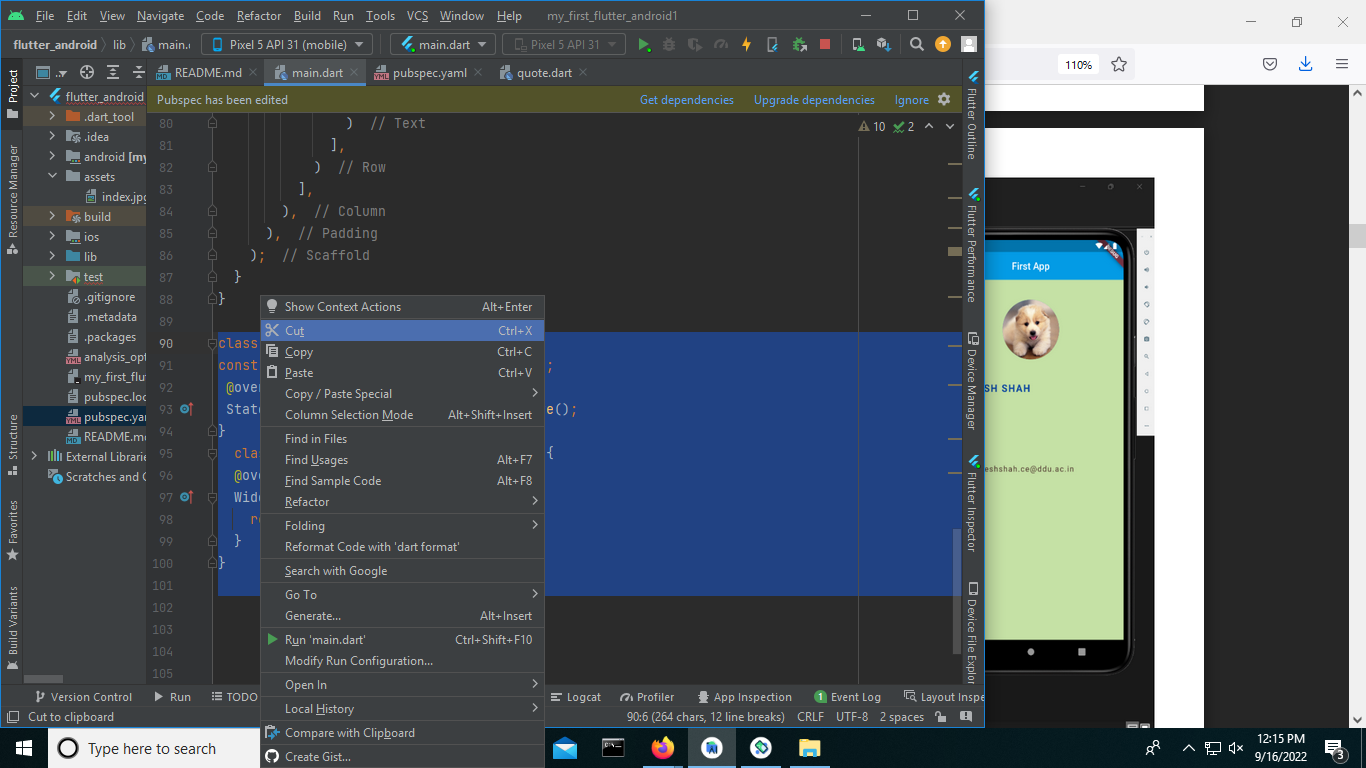 File Edit View Navigate Code Refactor Build Run Tools VCS Window Help my_first_flutter_android1
flutter_android lib main. Pixel 5 API 31 (mobile) main.dart Pixel 5 API 31
110%
Project
README.md main.dart pubspec.yaml quote.dart
flutter_android
Pubspec has been edited Get dependencies Upgrade dependencies Ignore
.dart_tool
.idea
android [my
assets
index.jpg
build
ios
lib
test
.gitignore
.metadata
.packages
analysis_opt
my_first_flu
pubspec.loc
pubspec.ya
README.m
External Librarie
Scratches and C
Resource Manager
Structure
Favorites
Build Variants
80 ) // Text
81 ],
82 ) // Row
83 ],
84 ), // Column
85 ), // Padding
86 ); // Scaffold
87 }
88 }
89
90 class
91 const ;
92 @over
93 State e();
94 }
95 clas {
96 @ove
97 Widg
98 re
99 }
100 }
101
102
103
104
105
10 2
Show Context Actions Alt+Enter
Cut Ctrl+X
Copy Ctrl+C
Paste Ctrl+V
Copy / Paste Special
Column Selection Mode Alt+Shift+Insert
Find in Files
Find Usages Alt+F7
Find Sample Code Alt+F8
Refactor
Folding
Reformat Code with 'dart format'
Search with Google
Go To
Generate... Alt+Insert
Run 'main.dart' Ctrl+Shift+F10
Modify Run Configuration...
Open In
Local History
Compare with Clipboard
Create Gist...
Flutter Outline
Flutter Performance
Device Manager
Flutter Inspector
Device File Explor
First App
SH SHAH
eshshah.ce@ddu.ac.in
Version Control Run TODO Logcat Profiler App Inspection 1 Event Log Layout Inspe
Cut to clipboard 90:6 (264 chars, 12 line breaks) CRLF UTF-8 2 spaces
Type here to search
12:15 PM
9/16/2022
3